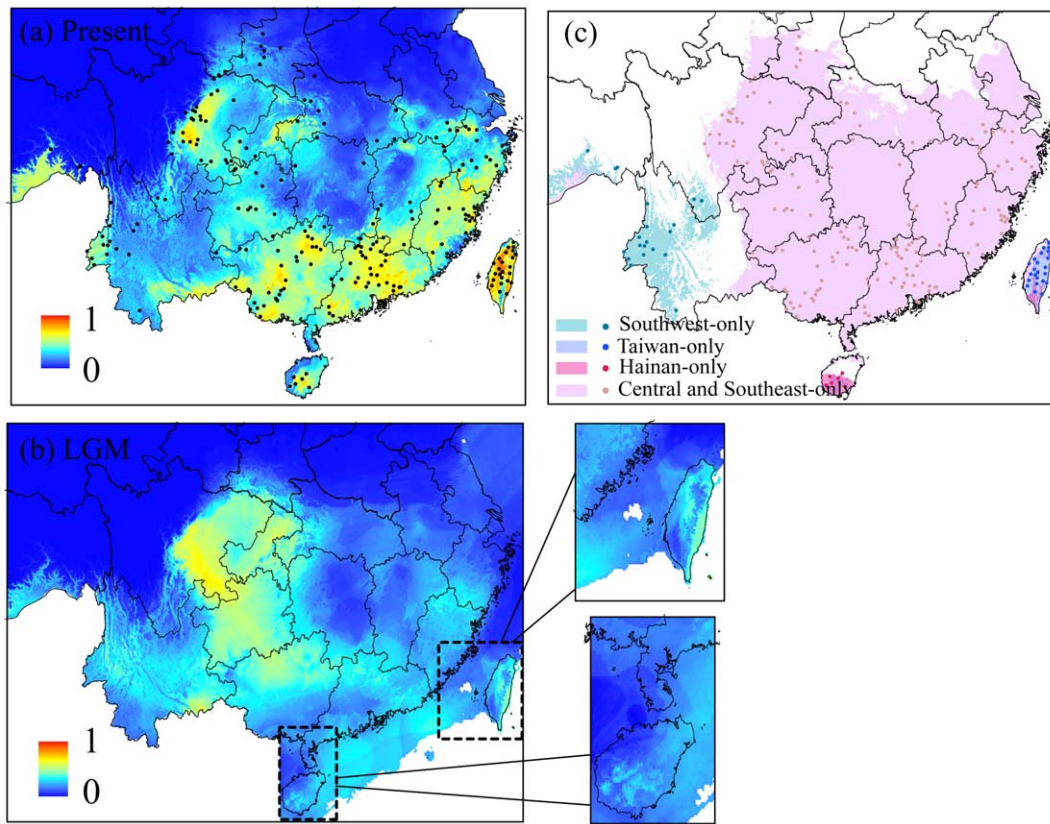 (a) Present
1
0
(c)
Southwest-only
Taiwan-only
Hainan-only
Central and Southeast-only
(b) LGM
1
0